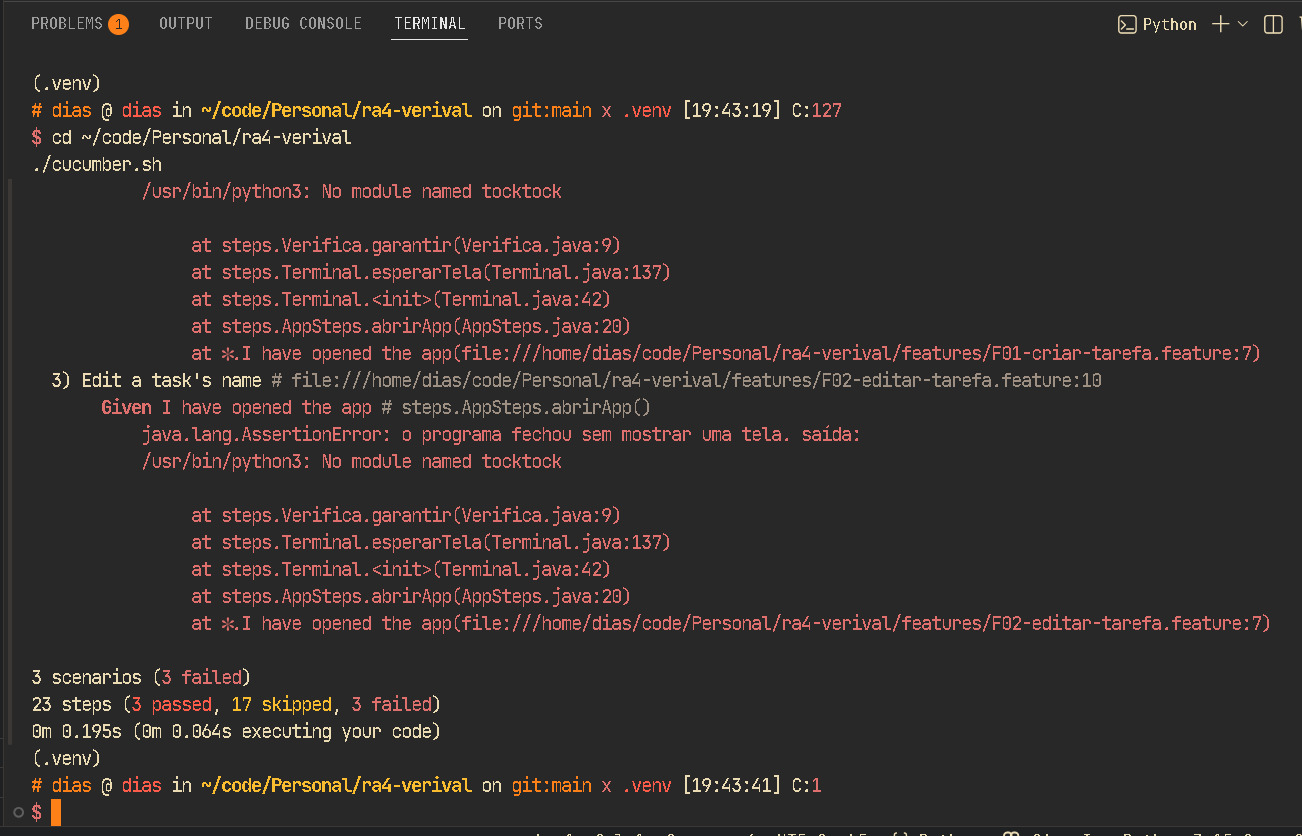 PROBLEMS 1 OUTPUT DEBUG CONSOLE TERMINAL PORTS Python
(.venv)
# dias @ dias in ~/code/Personal/ra4-verival on git:main x .venv [19:43:19] C:127
$ cd ~/code/Personal/ra4-verival
./cucumber.sh
/usr/bin/python3: No module named tocktock
at steps.Verifica.garantir(Verifica.java:9)
at steps.Terminal.esperarTela(Terminal.java:137)
at steps.Terminal.<init>(Terminal.java:42)
at steps.AppSteps.abrirApp(AppSteps.java:20)
at ✽.I have opened the app(file:///home/dias/code/Personal/ra4-verival/features/F01-criar-tarefa.feature:7)
3) Edit a task's name # file:///home/dias/code/Personal/ra4-verival/features/F02-editar-tarefa.feature:10
Given I have opened the app # steps.AppSteps.abrirApp()
java.lang.AssertionError: o programa fechou sem mostrar uma tela. saída:
/usr/bin/python3: No module named tocktock
at steps.Verifica.garantir(Verifica.java:9)
at steps.Terminal.esperarTela(Terminal.java:137)
at steps.Terminal.<init>(Terminal.java:42)
at steps.AppSteps.abrirApp(AppSteps.java:20)
at ✽.I have opened the app(file:///home/dias/code/Personal/ra4-verival/features/F02-editar-tarefa.feature:7)
3 scenarios (3 failed)
23 steps (3 passed, 17 skipped, 3 failed)
0m 0.195s (0m 0.064s executing your code)
(.venv)
# dias @ dias in ~/code/Personal/ra4-verival on git:main x .venv [19:43:41] C:1
$